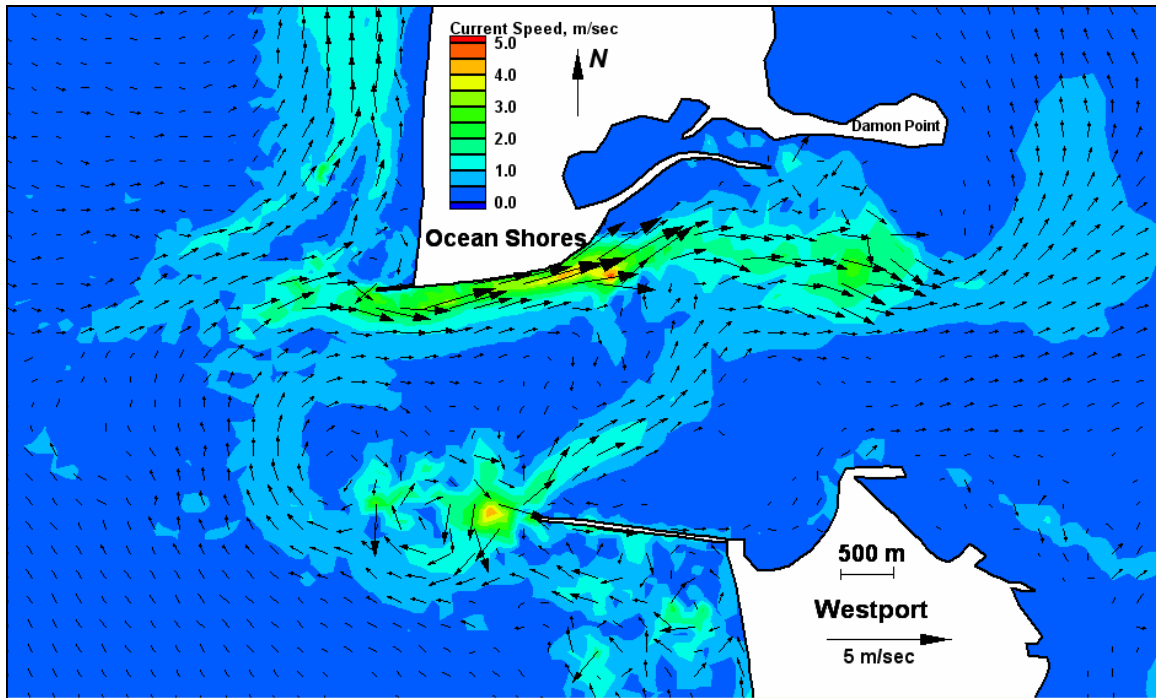 Current Speed, m/sec
5.0
4.0
3.0
2.0
1.0
0.0
N
Damon Point
Ocean Shores
500 m
Westport
5 m/sec